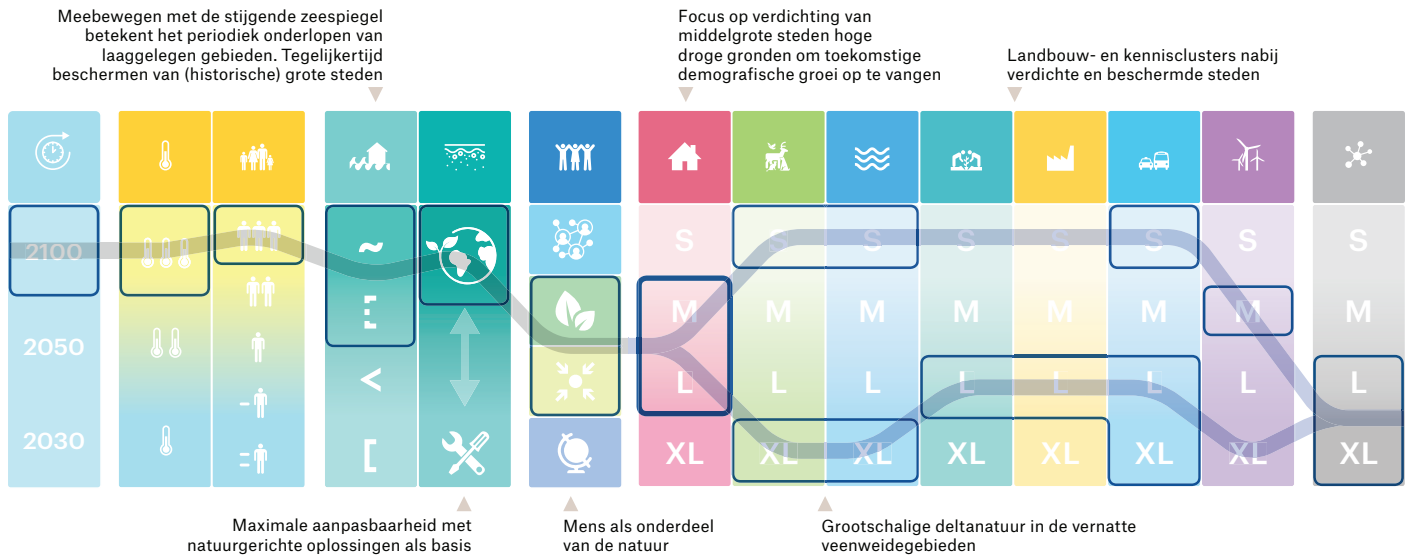 Meebewegen met de stijgende zeespiegel
betekent het periodiek onderlopen van
laaggelegen gebieden. Tegelijkertijd
beschermen van (historische) grote steden
Focus op verdichting van
middelgrote steden hoge
droge gronden om toekomstige
demografische groei op te vangen
Landbouw- en kennisclusters nabij
verdichte en beschermde steden
2100
~
S S S S S S S S
[
M M M M M M M M
2050
<
L L L L L L L L
-
2030
=
[
XL XL XL XL XL XL XL XL
Maximale aanpasbaarheid met
natuurgerichte oplossingen als basis
Mens als onderdeel
van de natuur
Grootschalige deltanatuur in de vernatte
veenweidegebieden